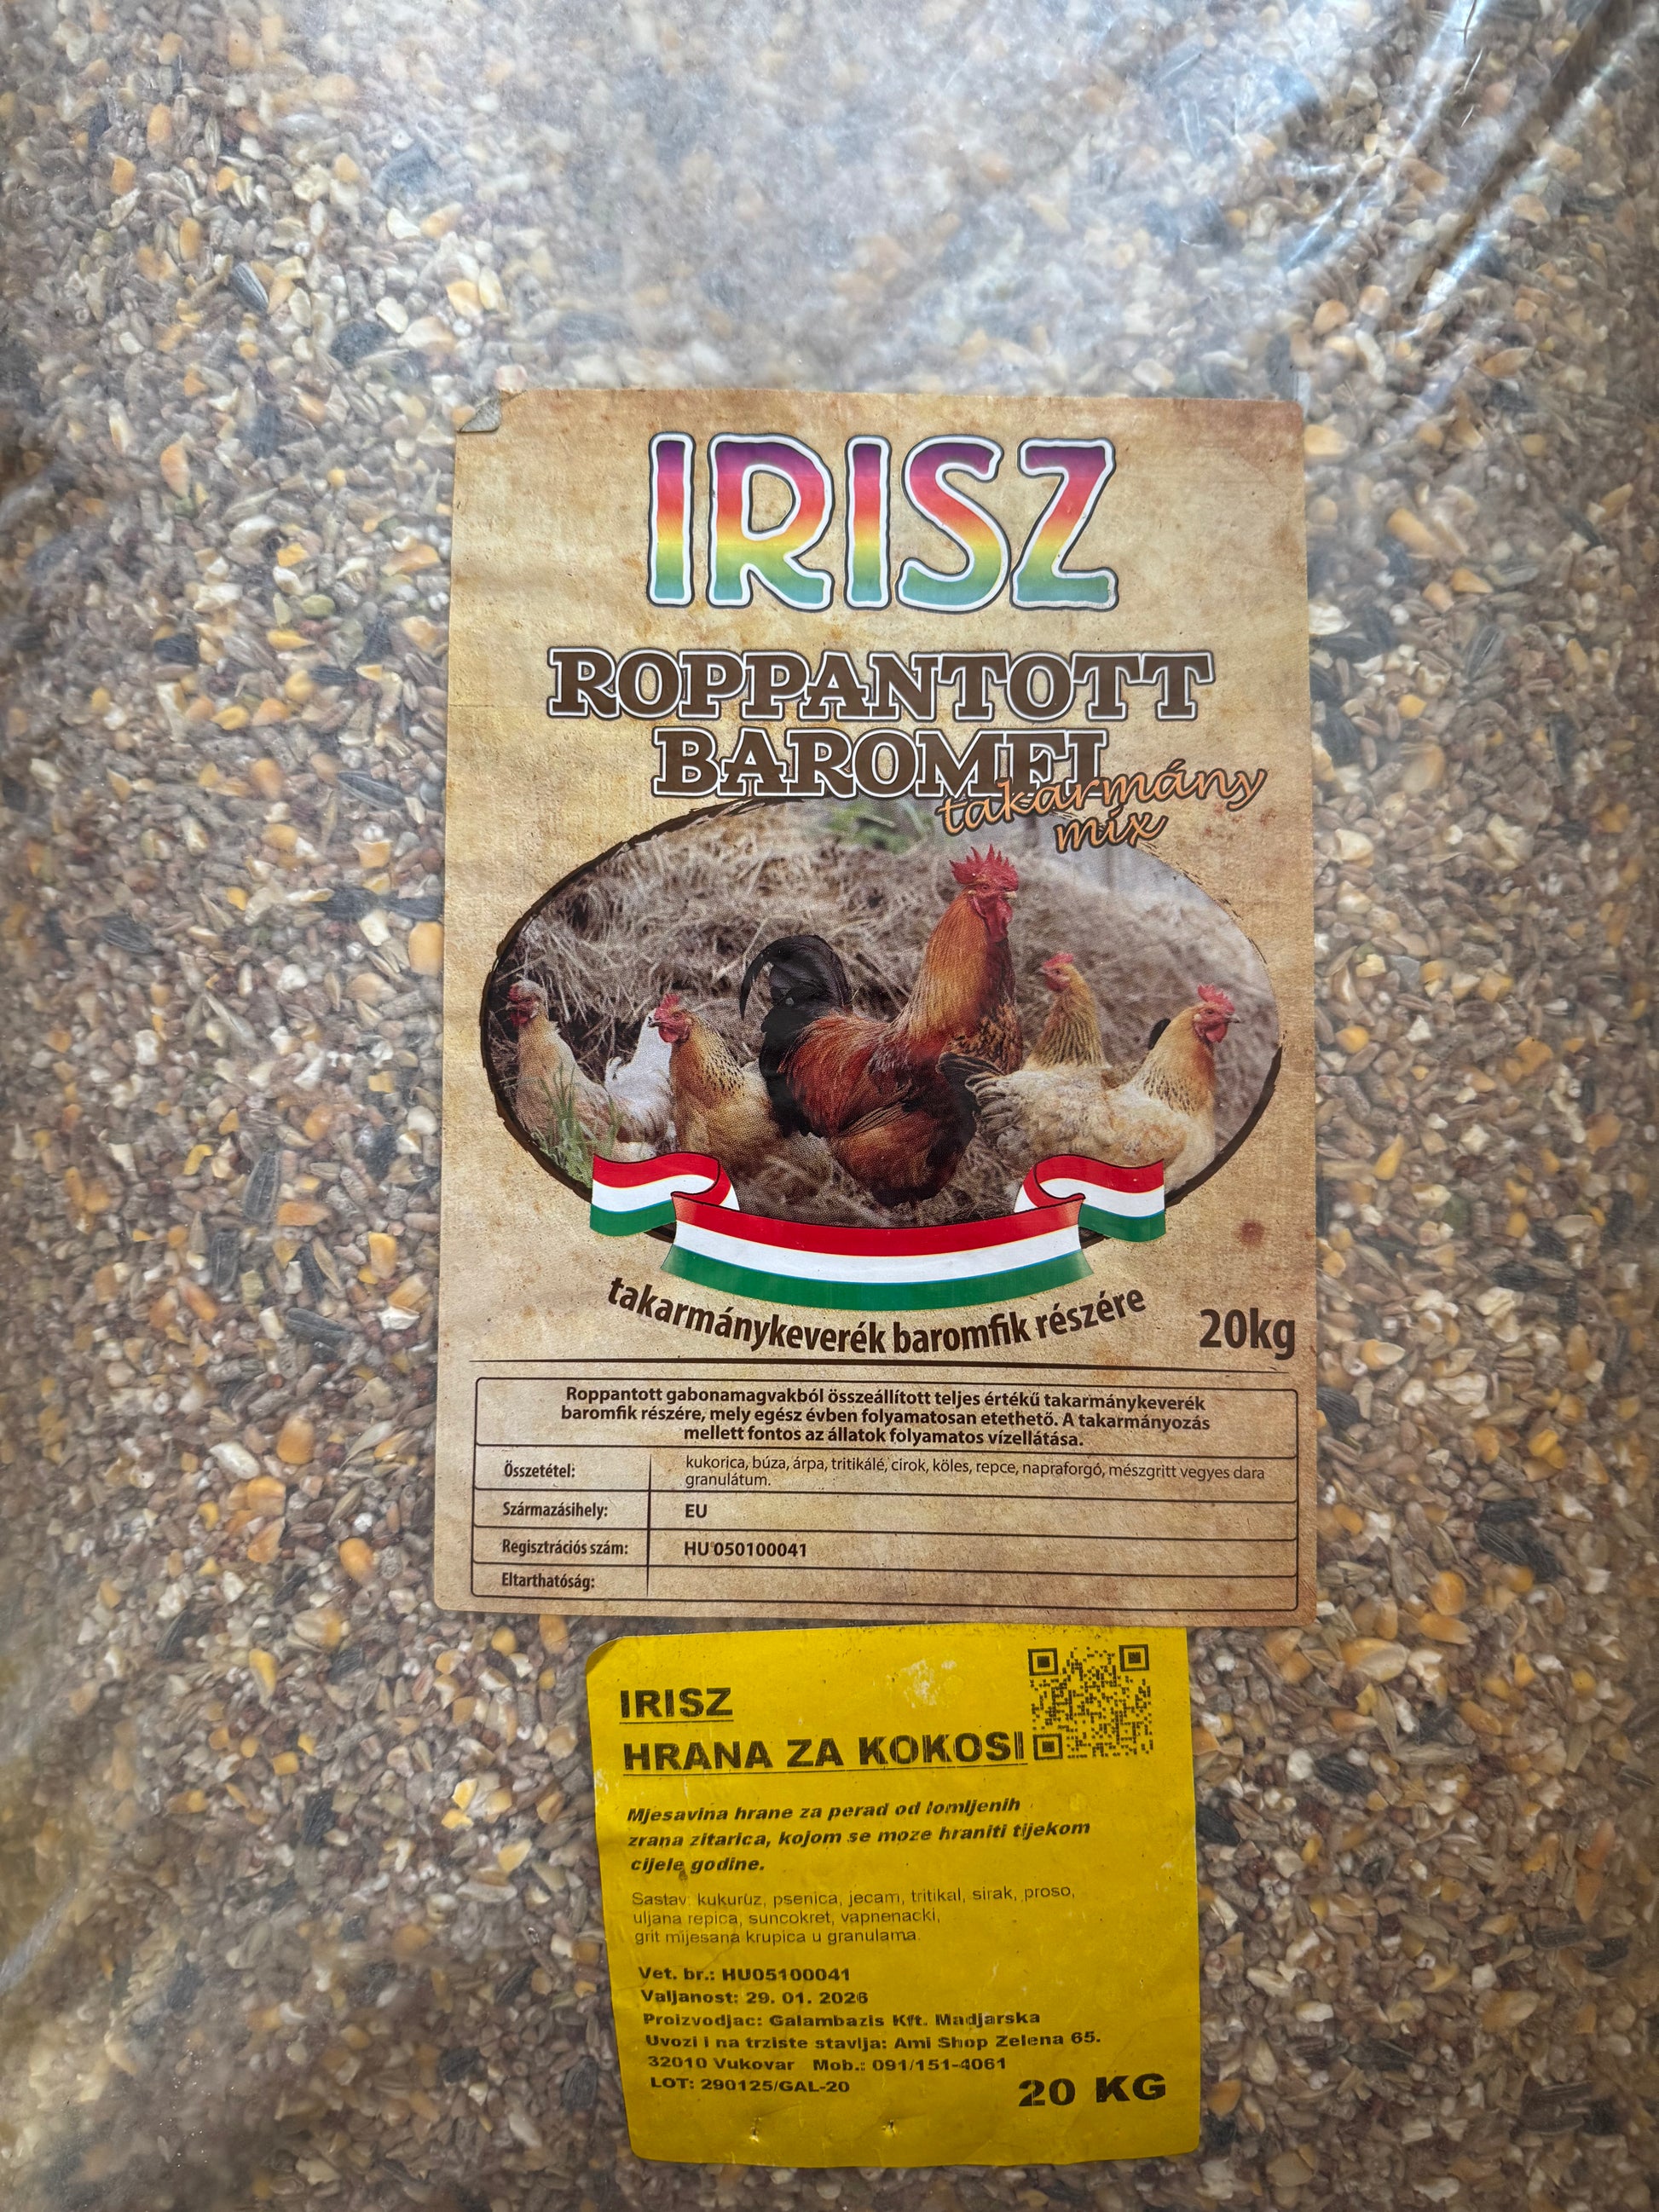 IRISZ
ROPPANTOTT
BAROMFI
takarmány
mix
takarmánykeverék baromfik részére
20kg
Roppantott gabonamagvakból összeállított teljes értékű takarmánykeverék
baromfik részére, mely egész évben folyamatosan etethető. A takarmányozás
mellett fontos az állatok folyamatos vízellátása.
Összetétel: kukorica, búza, árpa, tritikálé, cirok, köles, repce, napraforgó, mészgritt vegyes dara
granulátum.
Származásihely: EU
Regisztrációs szám: HU 050100041
Eltarthatóság:
IRISZ
HRANA ZA KOKOSI
Mjesavina hrane za perad od lomljenih
zrana zitarica, kojom se moze hraniti tijekom
cijele godine.
Sastav: kukuruz, psenica, jecam, tritikal, sirak, proso,
uljana repica, suncokret, vapnenacki,
grit mijesana krupica u granulama.
Vet. br.: HU05100041
Valjanost: 29. 01. 2026
Proizvodjac: Galambazis Kft. Madjarska
Uvozi i na trziste stavlja: Ami Shop Zelena 65.
32010 Vukovar Mob.: 091/151-4061
LOT: 290125/GAL-20
20 KG